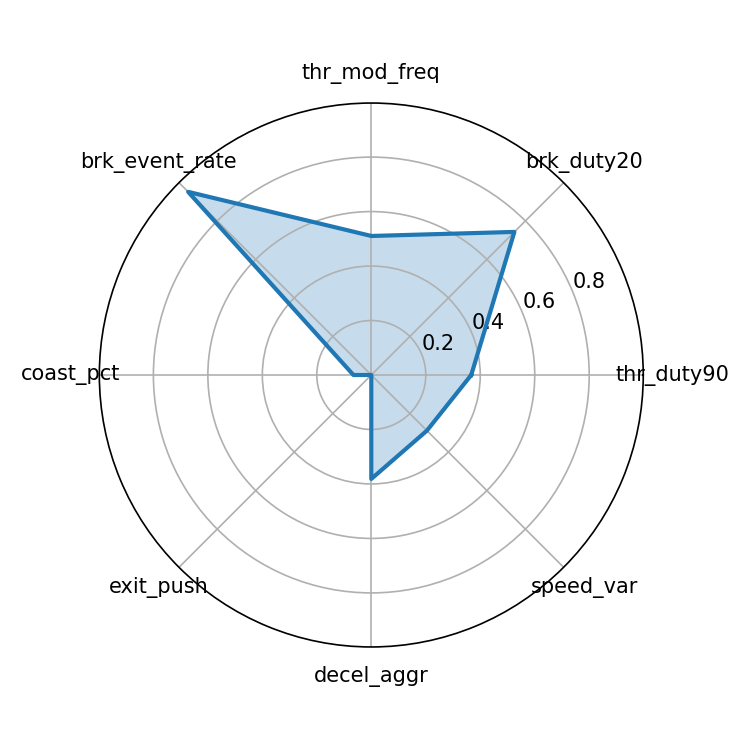 thr_mod_freq
brk_event_rate
brk_duty20
0.8
0.6
0.4
0.2
coast_pct
thr_duty90
exit_push
speed_var
decel_aggr